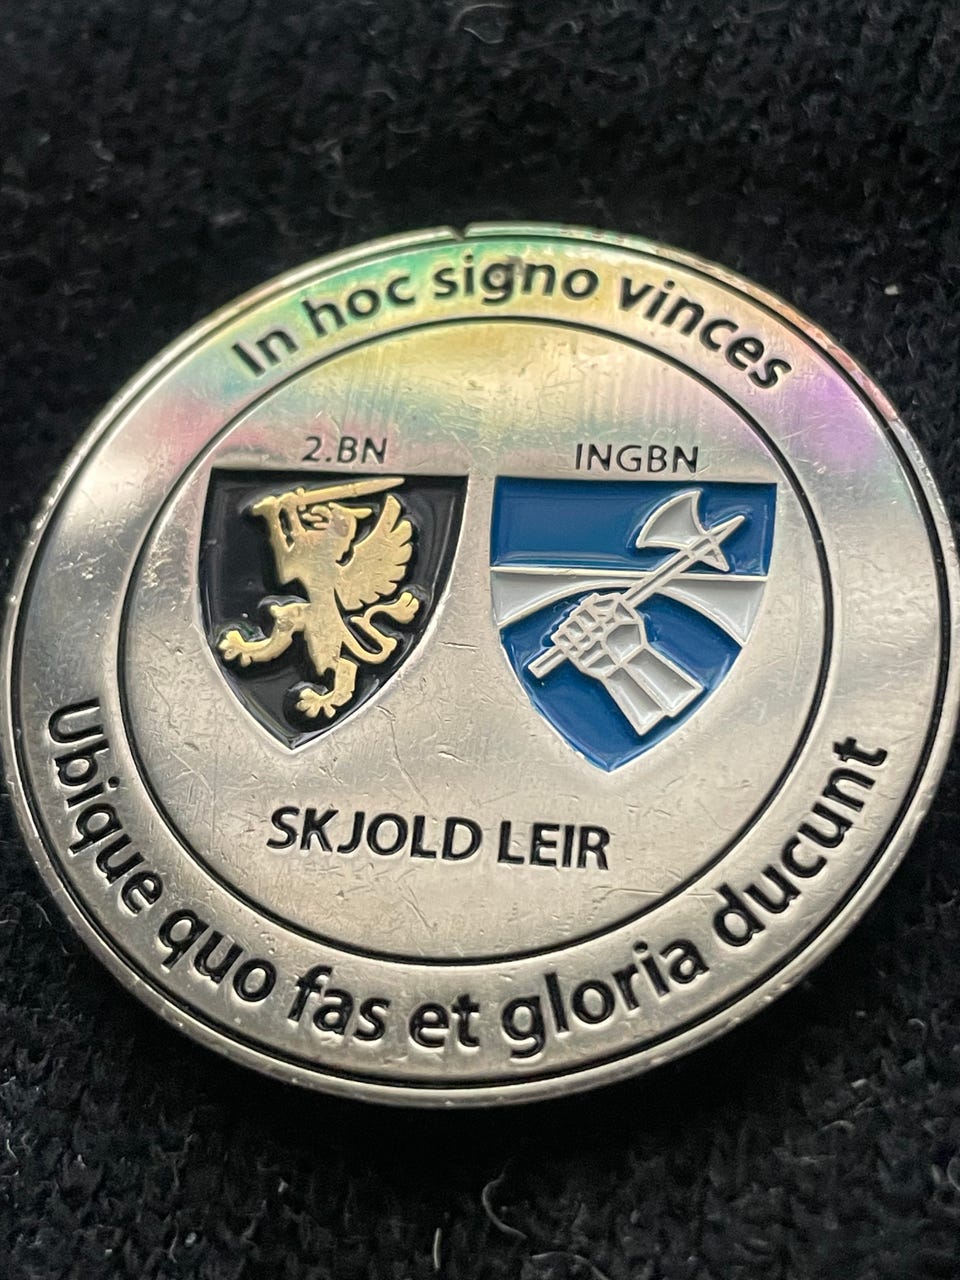 In hoc signo vinces
2.BN
INGBN
SKJOLD LEIR
Ubique quo fas et gloria ducunt